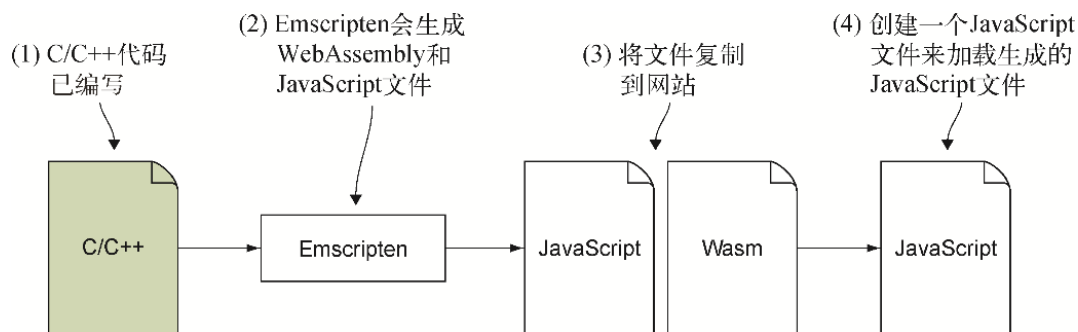 (1) C/C++代码
已编写
(2) Emscripten会生成
WebAssembly和
JavaScript文件
(3) 将文件复制
到网站
(4) 创建一个JavaScript
文件来加载生成的
JavaScript文件
C/C++
Emscripten
JavaScript
Wasm
JavaScript